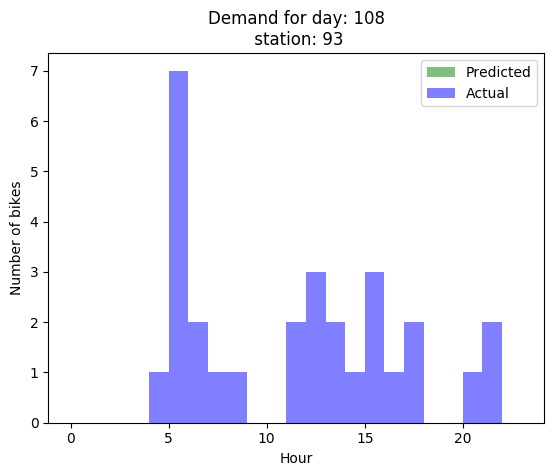 Demand for day: 108
station: 93
Predicted
Actual
Number of bikes
7
6
5
4
3
2
1
0
0 5 10 15 20
Hour